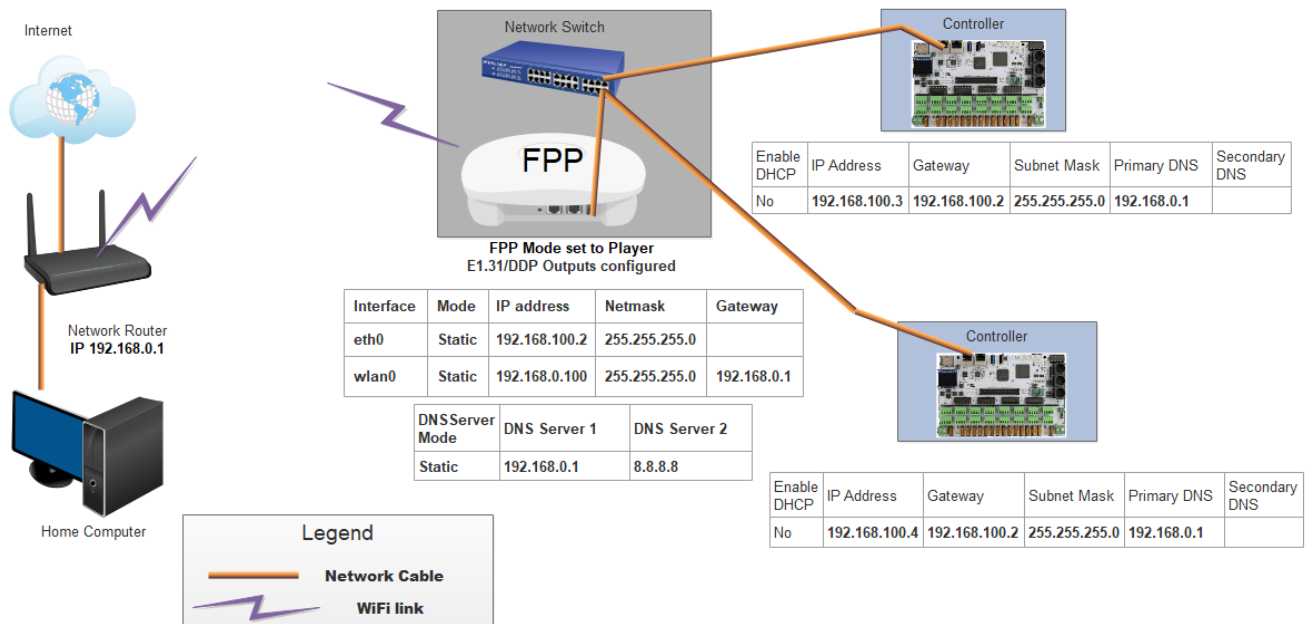 Internet
Network Router
IP 192.168.0.1
Home Computer
Network Switch
FPP
FPP Mode set to Player
E1.31/DDP Outputs configured
Interface Mode IP address Netmask Gateway
eth0 Static 192.168.100.2 255.255.255.0
wlan0 Static 192.168.0.100 255.255.255.0 192.168.0.1
DNSServer Mode DNS Server 1 DNS Server 2
Static 192.168.0.1 8.8.8.8
Controller
Enable DHCP IP Address Gateway Subnet Mask Primary DNS Secondary DNS
No 192.168.100.3 192.168.100.2 255.255.255.0 192.168.0.1
Controller
Enable DHCP IP Address Gateway Subnet Mask Primary DNS Secondary DNS
No 192.168.100.4 192.168.100.2 255.255.255.0 192.168.0.1
Legend
Network Cable
WiFi link